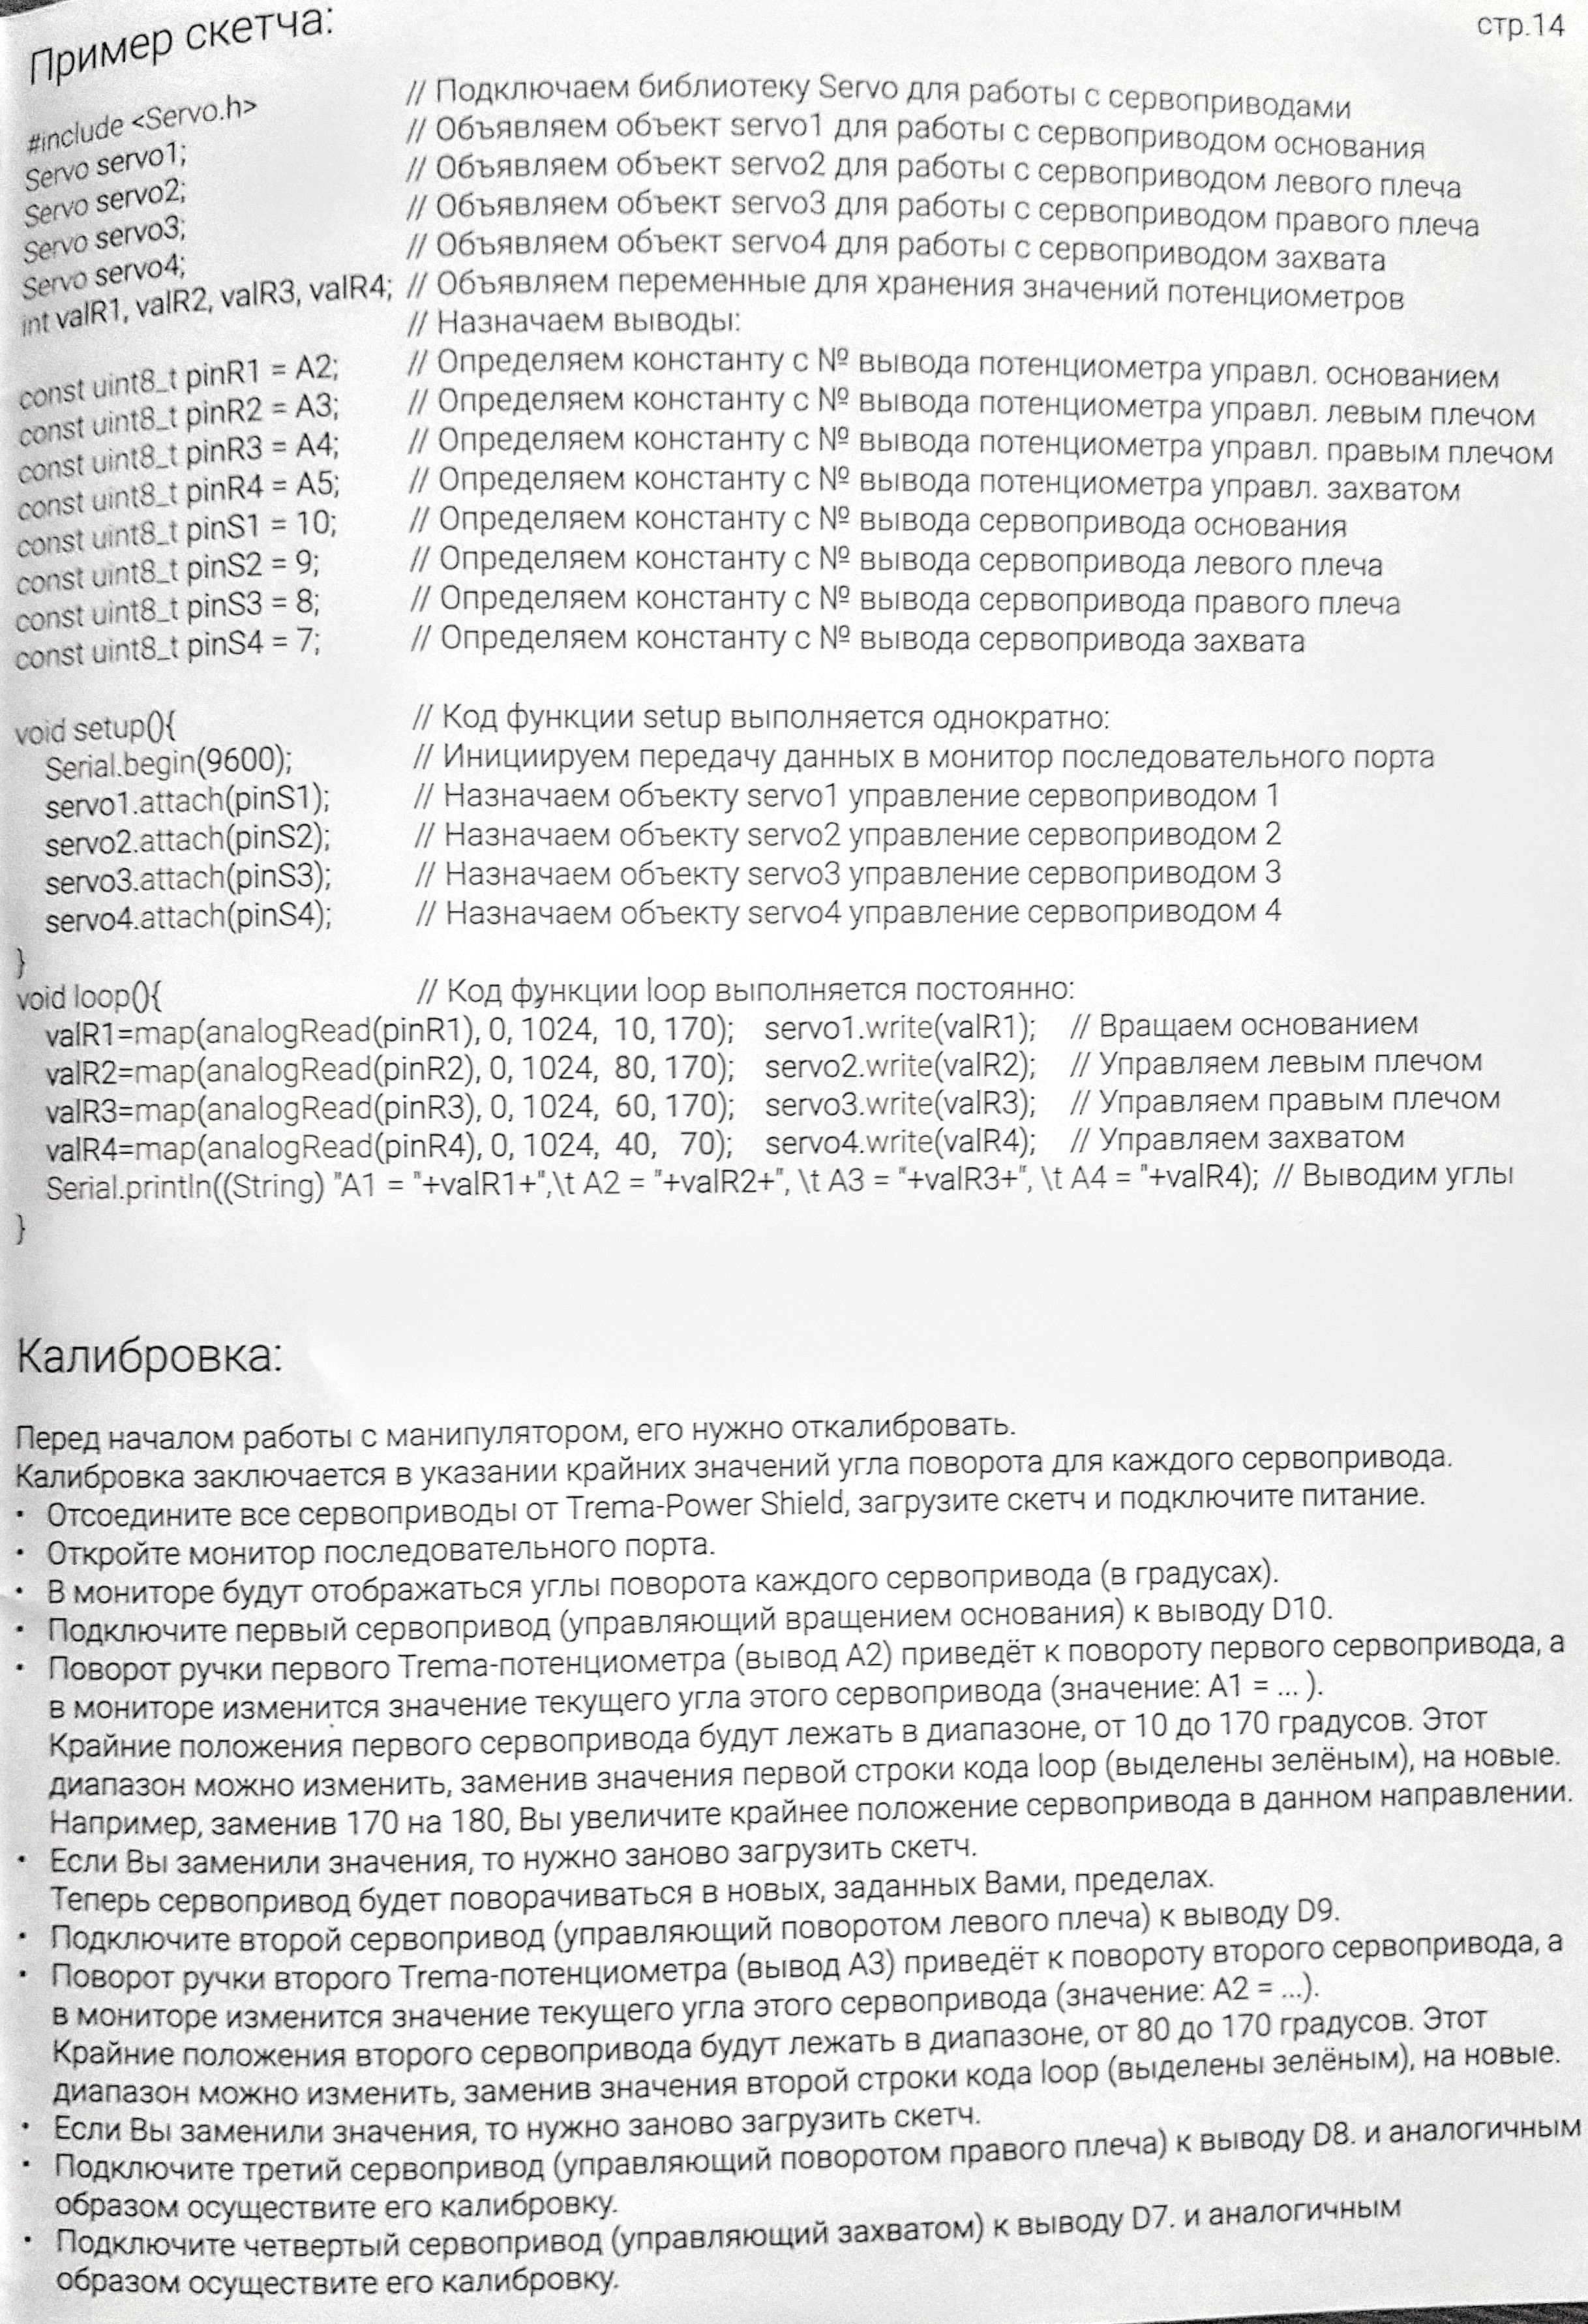 Пример скетча:
стр.14
#include <Servo.h> // Подключаем библиотеку Servo для работы с сервоприводами
Servo servo1; // Объявляем объект servo1 для работы с сервоприводом основания
Servo servo2; // Объявляем объект servo2 для работы с сервоприводом левого плеча
Servo servo3; // Объявляем объект servo3 для работы с сервоприводом правого плеча
Servo servo4; // Объявляем объект servo4 для работы с сервоприводом захвата
int valR1, valR2, valR3, valR4; // Объявляем переменные для хранения значений потенциометров
// Назначаем выводы:
const uint8_t pinR1 = A2; // Определяем константу с № вывода потенциометра управл. основанием
const uint8_t pinR2 = A3; // Определяем константу с № вывода потенциометра управл. левым плечом
const uint8_t pinR3 = A4; // Определяем константу с № вывода потенциометра управл. правым плечом
const uint8_t pinR4 = A5; // Определяем константу с № вывода потенциометра управл. захватом
const uint8_t pinS1 = 10; // Определяем константу с № вывода сервопривода основания
const uint8_t pinS2 = 9; // Определяем константу с № вывода сервопривода левого плеча
const uint8_t pinS3 = 8; // Определяем константу с № вывода сервопривода правого плеча
const uint8_t pinS4 = 7; // Определяем константу с № вывода сервопривода захвата
void setup(){ // Код функции setup выполняется однократно:
Serial.begin(9600); // Инициируем передачу данных в монитор последовательного порта
servo1.attach(pinS1); // Назначаем объекту servo1 управление сервоприводом 1
servo2.attach(pinS2); // Назначаем объекту servo2 управление сервоприводом 2
servo3.attach(pinS3); // Назначаем объекту servo3 управление сервоприводом 3
servo4.attach(pinS4); // Назначаем объекту servo4 управление сервоприводом 4
}
void loop(){ // Код функции loop выполняется постоянно:
valR1=map(analogRead(pinR1), 0, 1024, 10, 170); servo1.write(valR1); // Вращаем основанием
valR2=map(analogRead(pinR2), 0, 1024, 80, 170); servo2.write(valR2); // Управляем левым плечом
valR3=map(analogRead(pinR3), 0, 1024, 60, 170); servo3.write(valR3); // Управляем правым плечом
valR4=map(analogRead(pinR4), 0, 1024, 40, 70); servo4.write(valR4); // Управляем захватом
Serial.println((String) "A1 = "+valR1+",\t A2 = "+valR2+", \t A3 = "+valR3+", \t A4 = "+valR4); // Выводим углы
}
Калибровка:
Перед началом работы с манипулятором, его нужно откалибровать.
Калибровка заключается в указании крайних значений угла поворота для каждого сервопривода.
• Отсоедините все сервоприводы от Trema-Power Shield, загрузите скетч и подключите питание.
• Откройте монитор последовательного порта.
• В мониторе будут отображаться углы поворота каждого сервопривода (в градусах).
• Подключите первый сервопривод (управляющий вращением основания) к выводу D10.
• Поворот ручки первого Trema-потенциометра (вывод A2) приведёт к повороту первого сервопривода, а
в мониторе изменится значение текущего угла этого сервопривода (значение: A1 = ... ).
Крайние положения первого сервопривода будут лежать в диапазоне, от 10 до 170 градусов. Этот
диапазон можно изменить, заменив значения первой строки кода loop (выделены зелёным), на новые.
Например, заменив 170 на 180, Вы увеличите крайнее положение сервопривода в данном направлении.
• Если Вы заменили значения, то нужно заново загрузить скетч.
Теперь сервопривод будет поворачиваться в новых, заданных Вами, пределах.
• Подключите второй сервопривод (управляющий поворотом левого плеча) к выводу D9.
• Поворот ручки второго Trema-потенциометра (вывод A3) приведёт к повороту второго сервопривода, а
в мониторе изменится значение текущего угла этого сервопривода (значение: A2 = ...).
Крайние положения второго сервопривода будут лежать в диапазоне, от 80 до 170 градусов. Этот
диапазон можно изменить, заменив значения второй строки кода loop (выделены зелёным), на новые.
• Если Вы заменили значения, то нужно заново загрузить скетч.
• Подключите третий сервопривод (управляющий поворотом правого плеча) к выводу D8. и аналогичным
образом осуществите его калибровку.
• Подключите четвертый сервопривод (управляющий захватом) к выводу D7. и аналогичным
образом осуществите его калибровку.